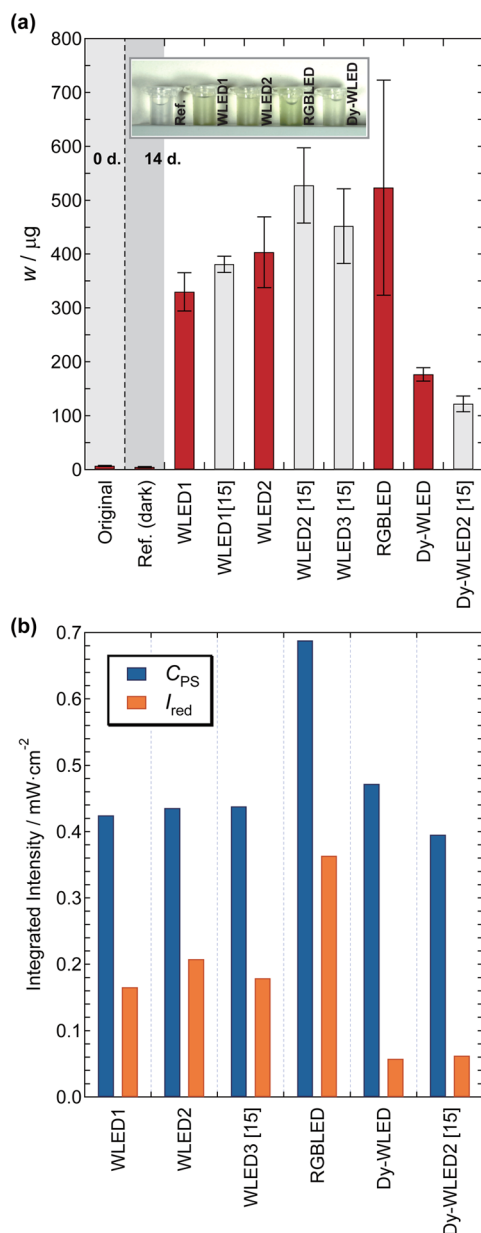 (a)
800
700
600
500
400
300
200
100
0
w / μg
0 d.
14 d.
Ref.
WLED1
WLED2
RGBLED
Dy-WLED
Original
Ref. (dark)
WLED1
WLED1[15]
WLED2
WLED2 [15]
WLED3 [15]
RGBLED
Dy-WLED
Dy-WLED2 [15]
(b)
0.7
0.6
0.5
0.4
0.3
0.2
0.1
0.0
Integrated Intensity / mW·cm⁻²
C_PS
I_red
WLED1
WLED2
WLED3 [15]
RGBLED
Dy-WLED
Dy-WLED2 [15]